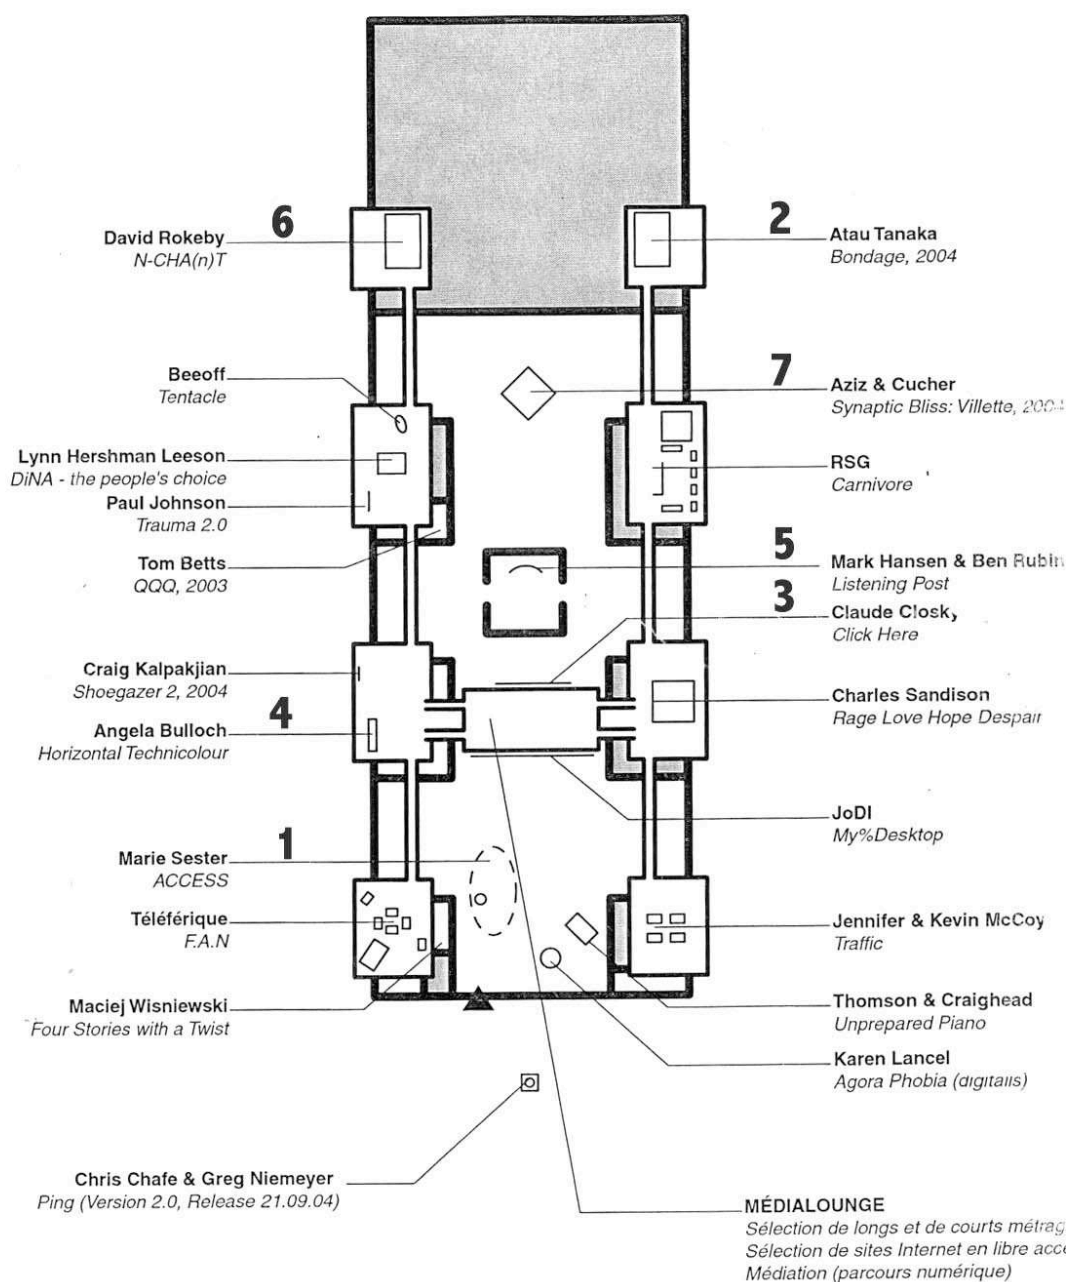 6
David Rokeby
N-CHA(n)T
Beeoff
Tentacle
Lynn Hershman Leeson
DiNA - the people's choice
Paul Johnson
Trauma 2.0
Tom Betts
QQQ, 2003
Craig Kalpakjian
Shoegazer 2, 2004
4
Angela Bulloch
Horizontal Technicolour
1
Marie Sester
ACCESS
Téléférique
F.A.N
Maciej Wisniewski
Four Stories with a Twist
Chris Chafe & Greg Niemeyer
Ping (Version 2.0, Release 21.09.04)
2
Atau Tanaka
Bondage, 2004
7
Aziz & Cucher
Synaptic Bliss: Villette, 2004
RSG
Carnivore
5
Mark Hansen & Ben Rubin
Listening Post
3
Claude Closky
Click Here
Charles Sandison
Rage Love Hope Despair
JoDI
My%Desktop
Jennifer & Kevin McCoy
Traffic
Thomson & Craighead
Unprepared Piano
Karen Lancel
Agora Phobia (digitalis)
MÉDIALOUNGE
Sélection de longs et de courts métrag
Sélection de sites Internet en libre accè
Médiation (parcours numérique)